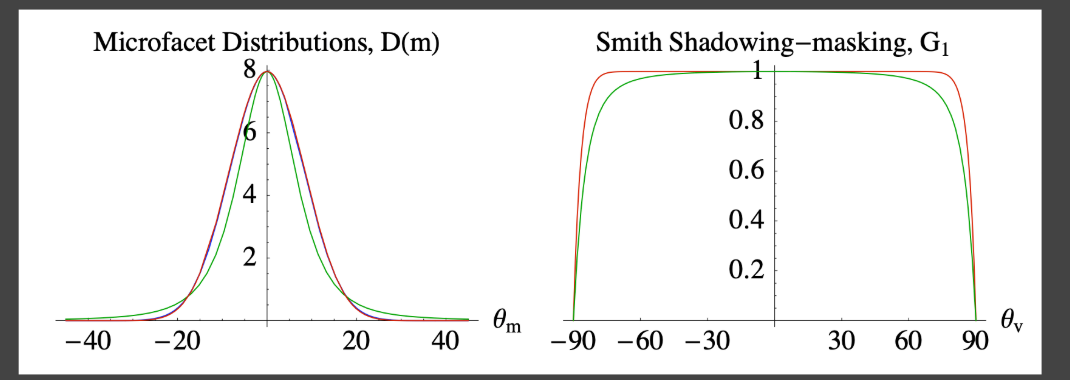 Microfacet Distributions, D(m)
8
6
4
2
−40 −20 20 40 θm
Smith Shadowing−masking, G1
1
0.8
0.6
0.4
0.2
−90 −60 −30 30 60 90 θv